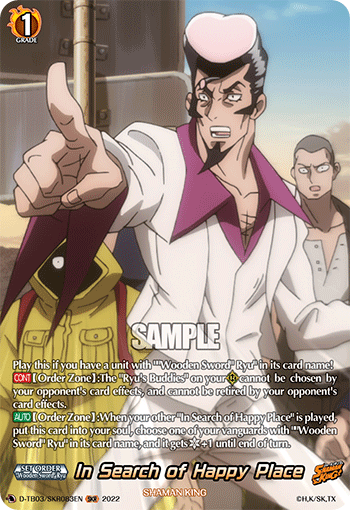 1
GRADE
SAMPLE
Play this if you have a unit with ""Wooden Sword" Ryu" in its card name!
CONT【Order Zone】:The "Ryu's Buddies" on your cannot be chosen by
your opponent's card effects, and cannot be retired by your opponent's
card effects.
AUTO【Order Zone】:When your other "In Search of Happy Place" is played,
put this card into your soul, choose one of your vanguards with ""Wooden
Sword" Ryu" in its card name, and it gets +1 until end of turn.
SET ORDER
"Wooden Sword" Ryu
In Search of Happy Place
SHAMAN KING
D-TB03/SKR083EN 2022
SHAMAN KING
©H,K/SK,TX